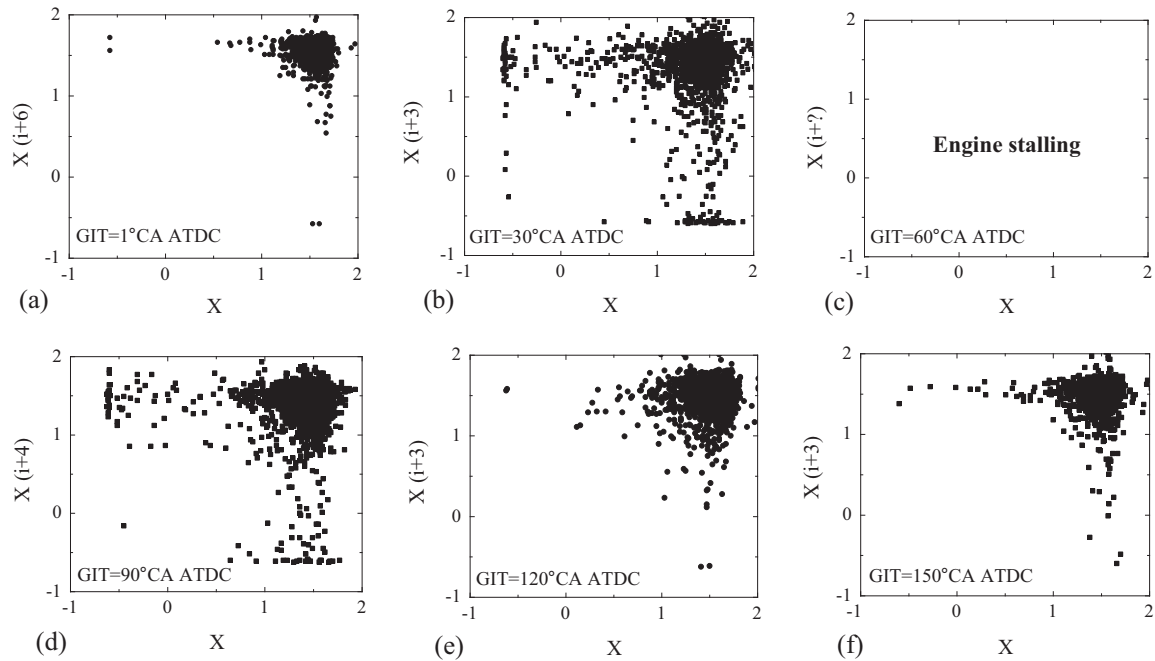 2
1
0
-1
X (i+6)
GIT=1°CA ATDC
-1 0 1 2
(a) X
2
1
0
-1
X (i+3)
GIT=30°CA ATDC
-1 0 1 2
(b) X
2
1
0
-1
X (i+?)
Engine stalling
GIT=60°CA ATDC
-1 0 1 2
(c) X
2
1
0
-1
X (i+4)
GIT=90°CA ATDC
-1 0 1 2
(d) X
2
1
0
-1
X (i+3)
GIT=120°CA ATDC
-1 0 1 2
(e) X
2
1
0
-1
X (i+3)
GIT=150°CA ATDC
-1 0 1 2
(f) X